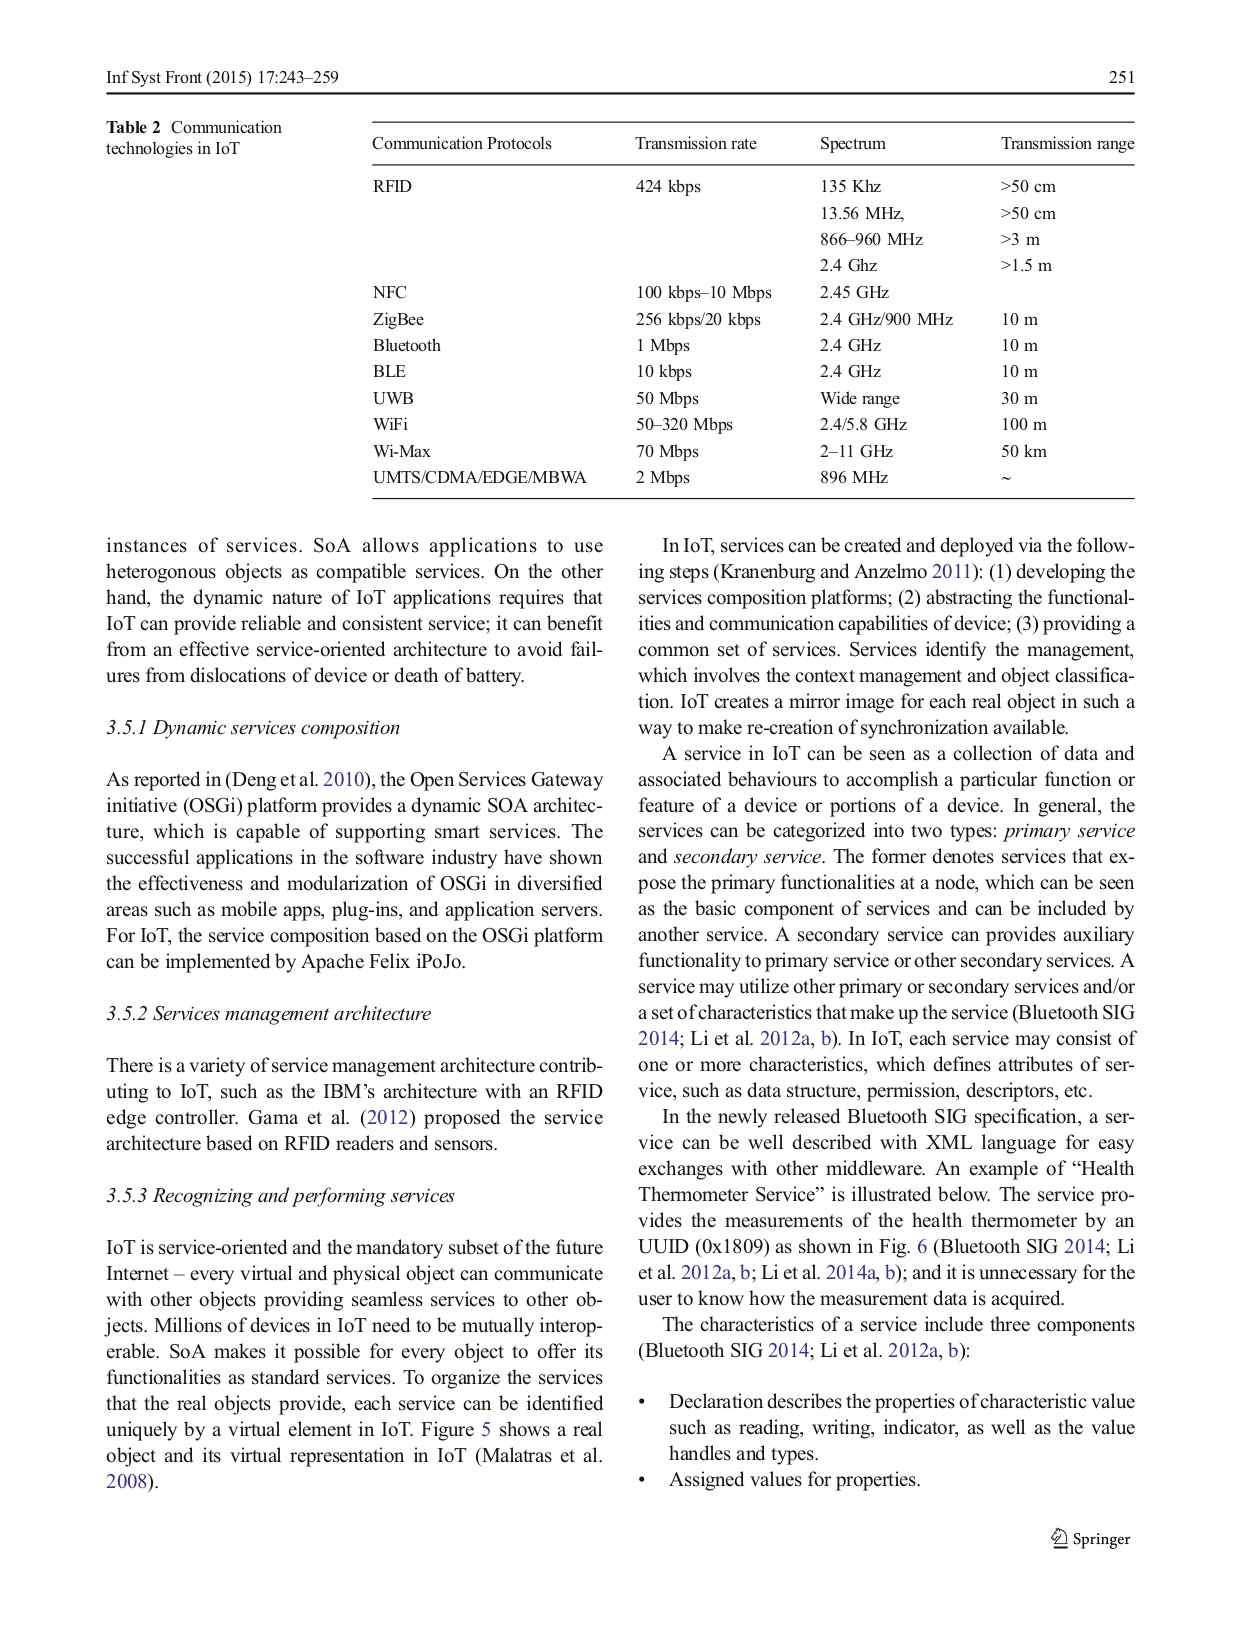 Inf Syst Front (2015) 17:243–259 251
Table 2 Communication
technologies in IoT
Communication Protocols Transmission rate Spectrum Transmission range
RFID 424 kbps 135 Khz >50 cm
13.56 MHz, >50 cm
866–960 MHz >3 m
2.4 Ghz >1.5 m
NFC 100 kbps–10 Mbps 2.45 GHz
ZigBee 256 kbps/20 kbps 2.4 GHz/900 MHz 10 m
Bluetooth 1 Mbps 2.4 GHz 10 m
BLE 10 kbps 2.4 GHz 10 m
UWB 50 Mbps Wide range 30 m
WiFi 50–320 Mbps 2.4/5.8 GHz 100 m
Wi-Max 70 Mbps 2–11 GHz 50 km
UMTS/CDMA/EDGE/MBWA 2 Mbps 896 MHz ~
instances of services. SoA allows applications to use
heterogonous objects as compatible services. On the other
hand, the dynamic nature of IoT applications requires that
IoT can provide reliable and consistent service; it can benefit
from an effective service-oriented architecture to avoid fail-
ures from dislocations of device or death of battery.
3.5.1 Dynamic services composition
As reported in (Deng et al. 2010), the Open Services Gateway
initiative (OSGi) platform provides a dynamic SOA architec-
ture, which is capable of supporting smart services. The
successful applications in the software industry have shown
the effectiveness and modularization of OSGi in diversified
areas such as mobile apps, plug-ins, and application servers.
For IoT, the service composition based on the OSGi platform
can be implemented by Apache Felix iPoJo.
3.5.2 Services management architecture
There is a variety of service management architecture contrib-
uting to IoT, such as the IBM’s architecture with an RFID
edge controller. Gama et al. (2012) proposed the service
architecture based on RFID readers and sensors.
3.5.3 Recognizing and performing services
IoT is service-oriented and the mandatory subset of the future
Internet – every virtual and physical object can communicate
with other objects providing seamless services to other ob-
jects. Millions of devices in IoT need to be mutually interop-
erable. SoA makes it possible for every object to offer its
functionalities as standard services. To organize the services
that the real objects provide, each service can be identified
uniquely by a virtual element in IoT. Figure 5 shows a real
object and its virtual representation in IoT (Malatras et al.
2008).
In IoT, services can be created and deployed via the follow-
ing steps (Kranenburg and Anzelmo 2011): (1) developing the
services composition platforms; (2) abstracting the functional-
ities and communication capabilities of device; (3) providing a
common set of services. Services identify the management,
which involves the context management and object classifica-
tion. IoT creates a mirror image for each real object in such a
way to make re-creation of synchronization available.
A service in IoT can be seen as a collection of data and
associated behaviours to accomplish a particular function or
feature of a device or portions of a device. In general, the
services can be categorized into two types: primary service
and secondary service. The former denotes services that ex-
pose the primary functionalities at a node, which can be seen
as the basic component of services and can be included by
another service. A secondary service can provides auxiliary
functionality to primary service or other secondary services. A
service may utilize other primary or secondary services and/or
a set of characteristics that make up the service (Bluetooth SIG
2014; Li et al. 2012a, b). In IoT, each service may consist of
one or more characteristics, which defines attributes of ser-
vice, such as data structure, permission, descriptors, etc.
In the newly released Bluetooth SIG specification, a ser-
vice can be well described with XML language for easy
exchanges with other middleware. An example of “Health
Thermometer Service” is illustrated below. The service pro-
vides the measurements of the health thermometer by an
UUID (0x1809) as shown in Fig. 6 (Bluetooth SIG 2014; Li
et al. 2012a, b; Li et al. 2014a, b); and it is unnecessary for the
user to know how the measurement data is acquired.
The characteristics of a service include three components
(Bluetooth SIG 2014; Li et al. 2012a, b):
• Declaration describes the properties of characteristic value
such as reading, writing, indicator, as well as the value
handles and types.
• Assigned values for properties.
Springer